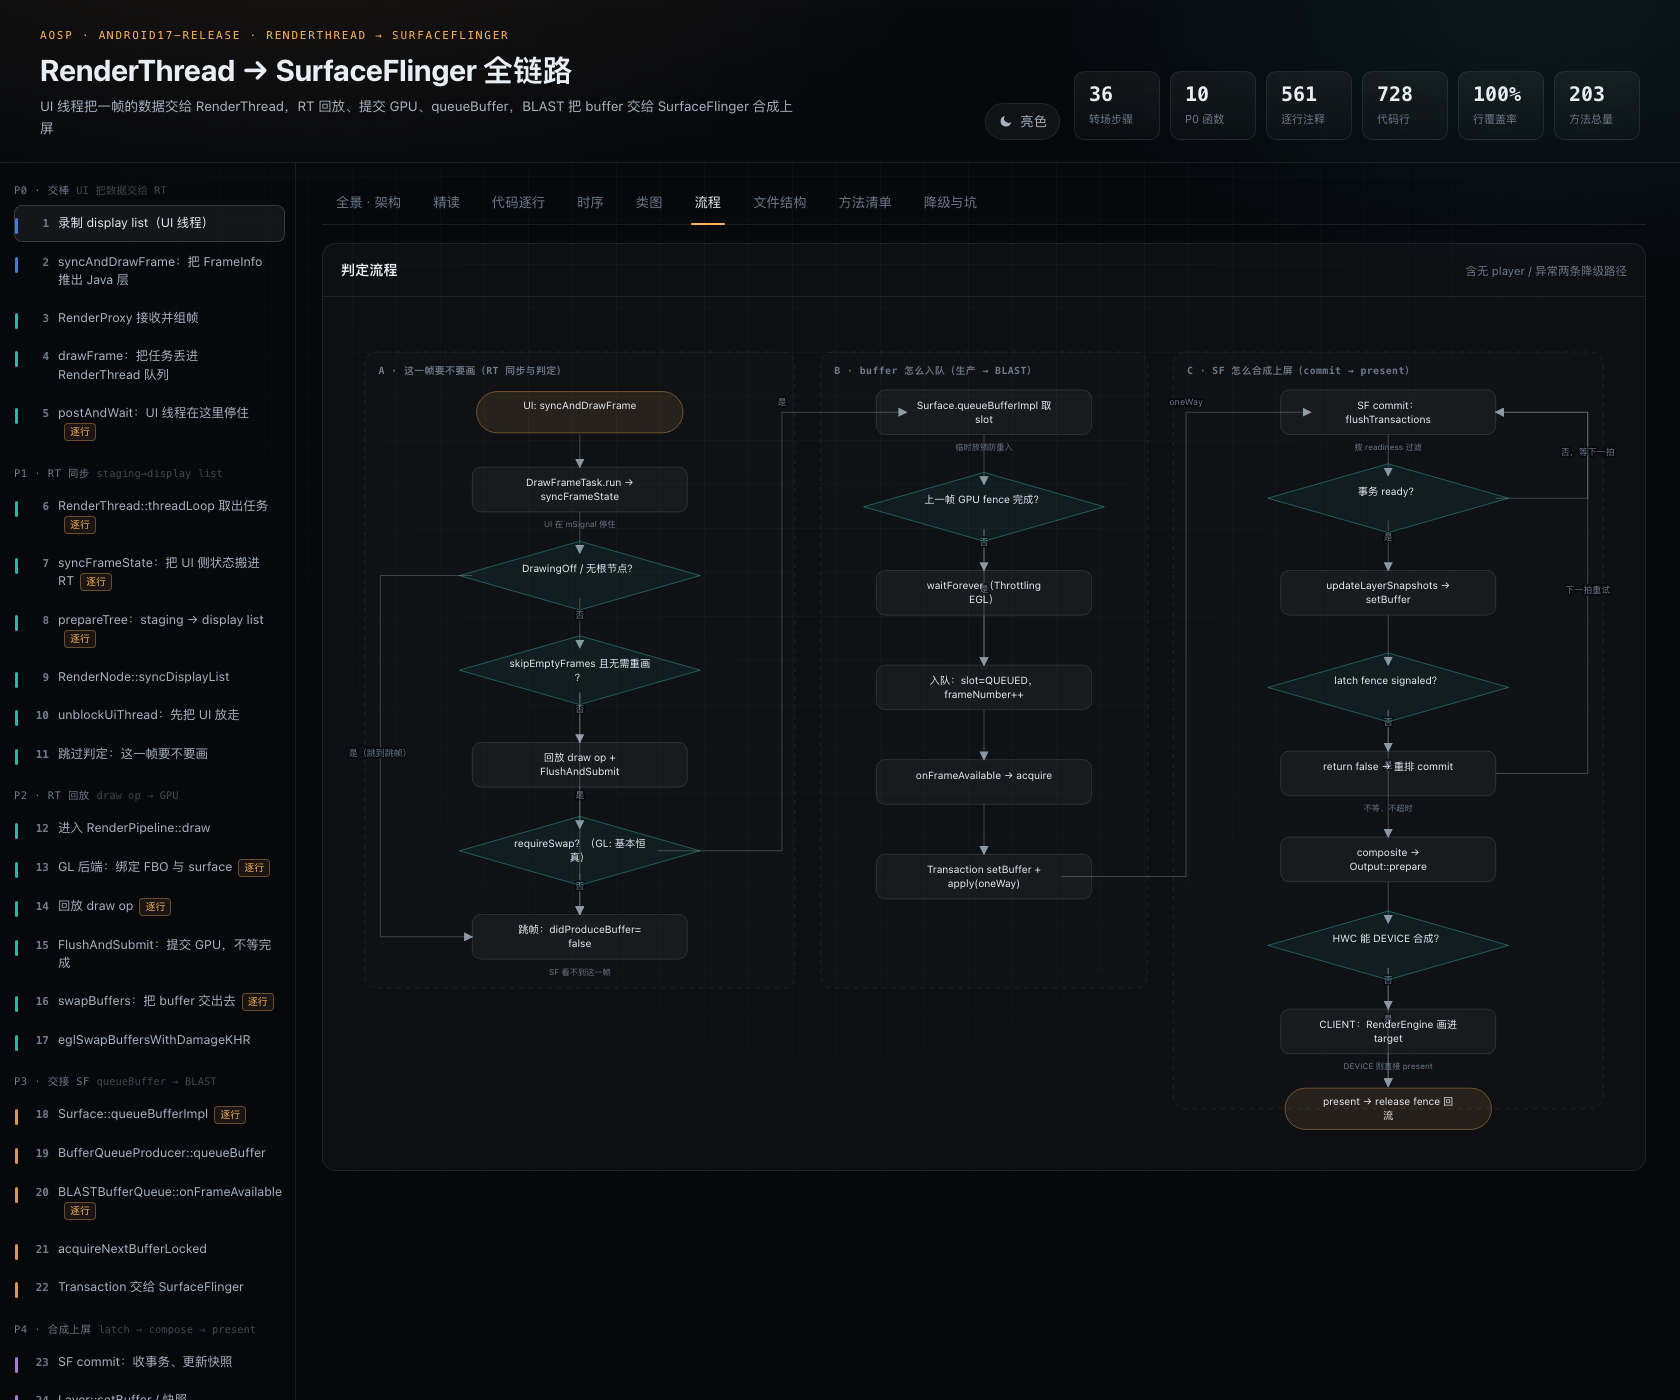 AOSP · ANDROID17-RELEASE · RENDERTHREAD → SURFACEFLINGER
RenderThread → SurfaceFlinger 全链路
UI 线程把一帧的数据交给 RenderThread，RT 回放、提交 GPU、queueBuffer，BLAST 把 buffer 交给 SurfaceFlinger 合成上
屏
亮色
36
转场步骤
10
P0 函数
561
逐行注释
728
代码行
100%
行覆盖率
203
方法总量
P0 · 交棒 UI 把数据交给 RT
1 录制 display list（UI 线程）
2 syncAndDrawFrame：把 FrameInfo
推出 Java 层
3 RenderProxy 接收并组帧
4 drawFrame：把任务丢进
RenderThread 队列
5 postAndWait：UI 线程在这里停住
逐行
P1 · RT 同步 staging→display list
6 RenderThread::threadLoop 取出任务
逐行
7 syncFrameState：把 UI 侧状态搬进
RT 逐行
8 prepareTree：staging → display list
逐行
9 RenderNode::syncDisplayList
10 unblockUiThread：先把 UI 放走
11 跳过判定：这一帧要不要画
P2 · RT 回放 draw op → GPU
12 进入 RenderPipeline::draw
13 GL 后端：绑定 FBO 与 surface 逐行
14 回放 draw op 逐行
15 FlushAndSubmit：提交 GPU，不等完
成
16 swapBuffers：把 buffer 交出去 逐行
17 eglSwapBuffersWithDamageKHR
P3 · 交接 SF queueBuffer → BLAST
18 Surface::queueBufferImpl 逐行
19 BufferQueueProducer::queueBuffer
20 BLASTBufferQueue::onFrameAvailable
逐行
21 acquireNextBufferLocked
22 Transaction 交给 SurfaceFlinger
P4 · 合成上屏 latch → compose → present
23 SF commit：收事务、更新快照
24 Layer::setBuffer / 快照
全景 · 架构
精读
代码逐行
时序
类图
流程
文件结构
方法清单
降级与坑
判定流程
含无 player / 异常两条降级路径
A · 这一帧要不要画（RT 同步与判定）
UI: syncAndDrawFrame
DrawFrameTask.run →
syncFrameState
UI 在 mSignal 停住
DrawingOff / 无根节点?
否
skipEmptyFrames 且无需重画
?
否
是（跳到跳帧）
回放 draw op +
FlushAndSubmit
是
requireSwap? （GL: 基本恒
真）
否
跳帧：didProduceBuffer=
false
SF 看不到这一帧
是
B · buffer 怎么入队（生产 → BLAST）
Surface.queueBufferImpl 取
slot
临时放锁防重入
上一帧 GPU fence 完成?
否
waitForever（Throttling
EGL）
是
入队：slot=QUEUED，
frameNumber++
onFrameAvailable → acquire
Transaction setBuffer +
apply(oneWay)
oneWay
C · SF 怎么合成上屏（commit → present）
SF commit：
flushTransactions
按 readiness 过滤
否，等下一拍
事务 ready?
是
updateLayerSnapshots →
setBuffer
下一拍重试
latch fence signaled?
否
return false → 重排 commit
不等、不超时
composite →
Output::prepare
HWC 能 DEVICE 合成?
否
CLIENT：RenderEngine 画进
target
DEVICE 则直接 present
present → release fence 回
流